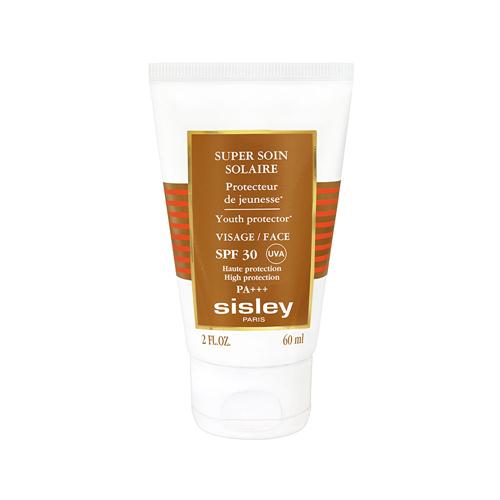 SUPER SOIN
SOLAIRE
Protecteur
de jeunesse*
Youth protector*
VISAGE / FACE
SPF 30 UVA
Haute protection
High protection
PA+++
sisley
PARIS
2 FL.OZ. 60 ml